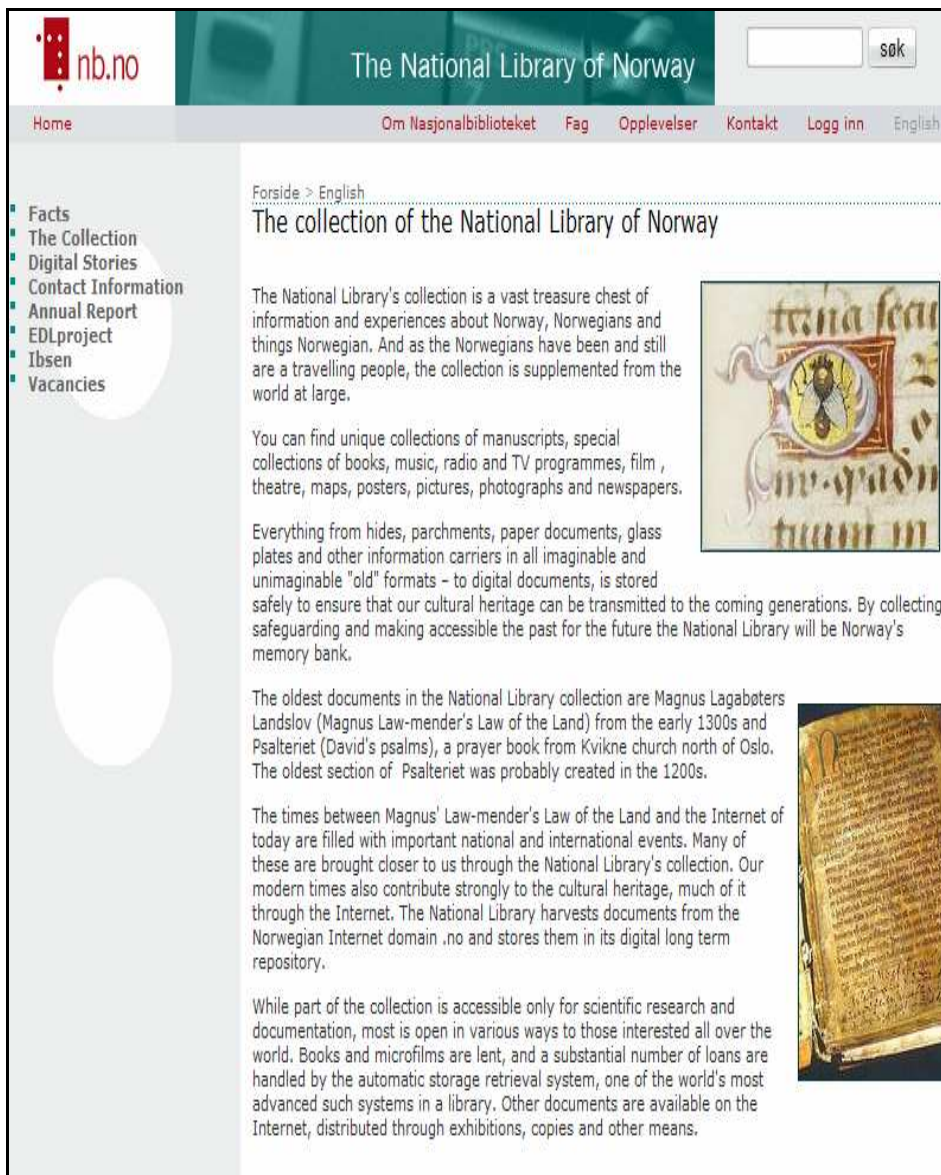 nb.no
The National Library of Norway
søk
Home
Om Nasjonalbiblioteket Fag Opplevelser Kontakt Logg inn English
Facts
The Collection
Digital Stories
Contact Information
Annual Report
EDLproject
Ibsen
Vacancies
Forside > English
The collection of the National Library of Norway
The National Library's collection is a vast treasure chest of
information and experiences about Norway, Norwegians and
things Norwegian. And as the Norwegians have been and still
are a travelling people, the collection is supplemented from the
world at large.
You can find unique collections of manuscripts, special
collections of books, music, radio and TV programmes, film ,
theatre, maps, posters, pictures, photographs and newspapers.
Everything from hides, parchments, paper documents, glass
plates and other information carriers in all imaginable and
unimaginable "old" formats – to digital documents, is stored
safely to ensure that our cultural heritage can be transmitted to the coming generations. By collecting
safeguarding and making accessible the past for the future the National Library will be Norway's
memory bank.
The oldest documents in the National Library collection are Magnus Lagabøters
Landslov (Magnus Law-mender's Law of the Land) from the early 1300s and
Psalteriet (David's psalms), a prayer book from Kvikne church north of Oslo.
The oldest section of Psalteriet was probably created in the 1200s.
The times between Magnus' Law-mender's Law of the Land and the Internet of
today are filled with important national and international events. Many of
these are brought closer to us through the National Library's collection. Our
modern times also contribute strongly to the cultural heritage, much of it
through the Internet. The National Library harvests documents from the
Norwegian Internet domain .no and stores them in its digital long term
repository.
While part of the collection is accessible only for scientific research and
documentation, most is open in various ways to those interested all over the
world. Books and microfilms are lent, and a substantial number of loans are
handled by the automatic storage retrieval system, one of the world's most
advanced such systems in a library. Other documents are available on the
Internet, distributed through exhibitions, copies and other means.